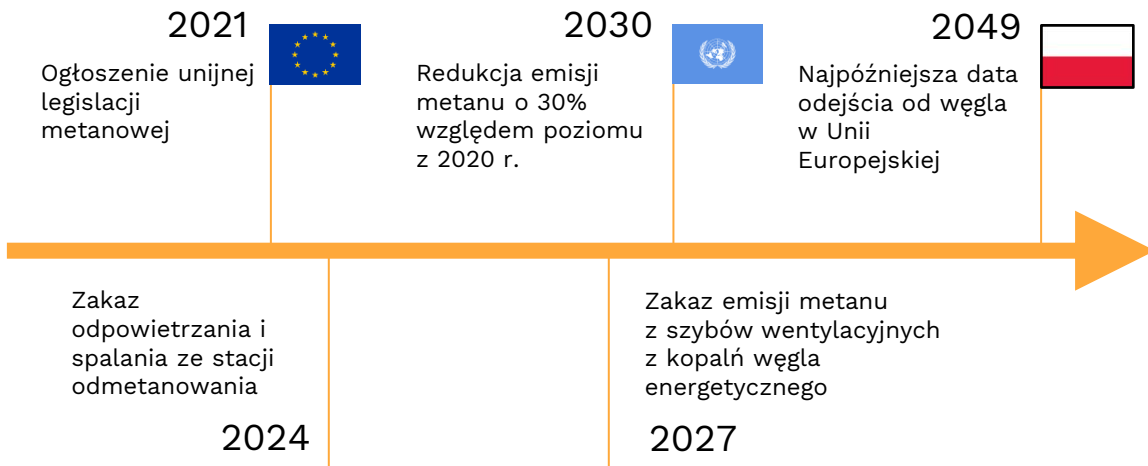 2021
Ogłoszenie unijnej
legislacji
metanowej
2030
Redukcja emisji
metanu o 30%
względem poziomu
z 2020 r.
2049
Najpóźniejsza data
odejścia od węgla
w Unii
Europejskiej
Zakaz
odpowietrzania i
spalania ze stacji
odmetanowania
2024
Zakaz emisji metanu
z szybów wentylacyjnych
z kopalń węgla
energetycznego
2027